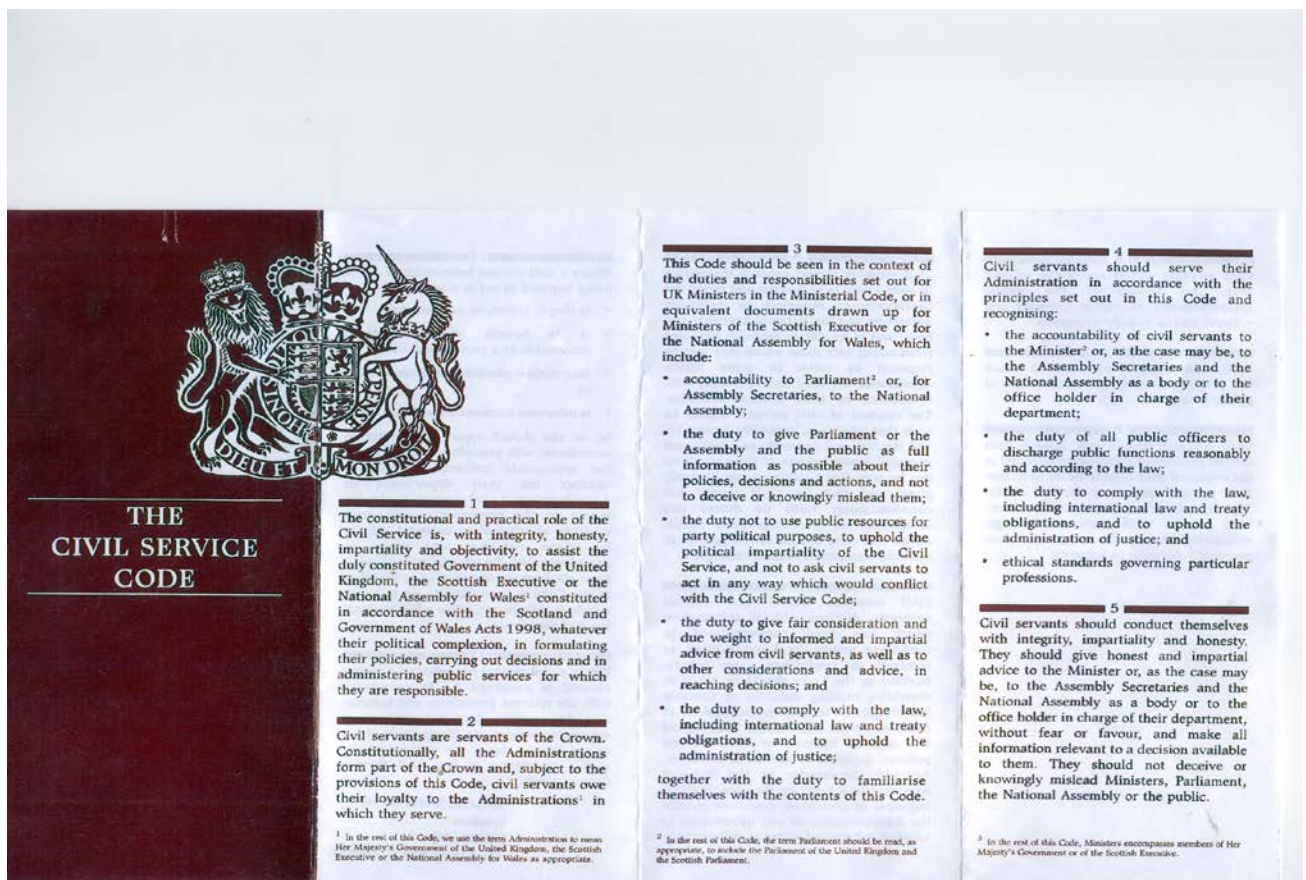 HONI SOIT QUI MAL Y PENSE
DIEU ET MON DROIT
THE
CIVIL SERVICE
CODE
1
The constitutional and practical role of the
Civil Service is, with integrity, honesty,
impartiality and objectivity, to assist the
duly constituted Government of the United
Kingdom, the Scottish Executive or the
National Assembly for Wales¹ constituted
in accordance with the Scotland and
Government of Wales Acts 1998, whatever
their political complexion, in formulating
their policies, carrying out decisions and in
administering public services for which
they are responsible.
2
Civil servants are servants of the Crown.
Constitutionally, all the Administrations
form part of the Crown and, subject to the
provisions of this Code, civil servants owe
their loyalty to the Administrations¹ in
which they serve.
¹ In the rest of this Code, we use the term Administration to mean
Her Majesty's Government of the United Kingdom, the Scottish
Executive or the National Assembly for Wales as appropriate.
3
This Code should be seen in the context of
the duties and responsibilities set out for
UK Ministers in the Ministerial Code, or in
equivalent documents drawn up for
Ministers of the Scottish Executive or for
the National Assembly for Wales, which
include:
• accountability to Parliament² or, for
Assembly Secretaries, to the National
Assembly;
• the duty to give Parliament or the
Assembly and the public as full
information as possible about their
policies, decisions and actions, and not
to deceive or knowingly mislead them;
• the duty not to use public resources for
party political purposes, to uphold the
political impartiality of the Civil
Service, and not to ask civil servants to
act in any way which would conflict
with the Civil Service Code;
• the duty to give fair consideration and
due weight to informed and impartial
advice from civil servants, as well as to
other considerations and advice, in
reaching decisions; and
• the duty to comply with the law,
including international law and treaty
obligations, and to uphold the
administration of justice;
together with the duty to familiarise
themselves with the contents of this Code.
² In the rest of this Code, the term Parliament should be read, as
appropriate, to include the Parliament of the United Kingdom and
the Scottish Parliament.
4
Civil servants should serve their
Administration in accordance with the
principles set out in this Code and
recognising:
• the accountability of civil servants to
the Minister³ or, as the case may be, to
the Assembly Secretaries and the
National Assembly as a body or to the
office holder in charge of their
department;
• the duty of all public officers to
discharge public functions reasonably
and according to the law;
• the duty to comply with the law,
including international law and treaty
obligations, and to uphold the
administration of justice; and
• ethical standards governing particular
professions.
5
Civil servants should conduct themselves
with integrity, impartiality and honesty.
They should give honest and impartial
advice to the Minister or, as the case may
be, to the Assembly Secretaries and the
National Assembly as a body or to the
office holder in charge of their department,
without fear or favour, and make all
information relevant to a decision available
to them. They should not deceive or
knowingly mislead Ministers, Parliament,
the National Assembly or the public.
³ In the rest of this Code, Ministers encompasses members of Her
Majesty's Government or of the Scottish Executive.